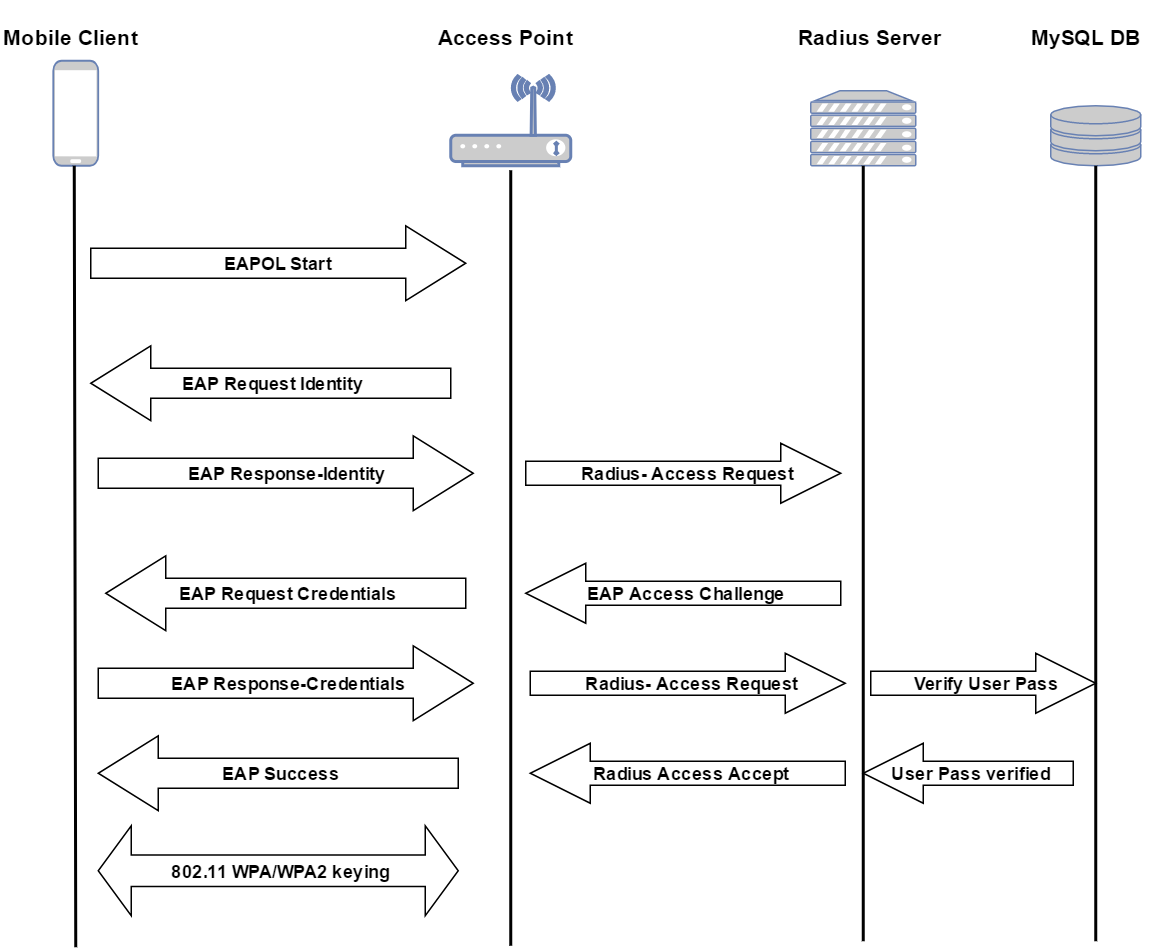 Mobile Client
Access Point
Radius Server
MySQL DB
EAPOL Start
EAP Request Identity
EAP Response-Identity
Radius- Access Request
EAP Request Credentials
EAP Access Challenge
EAP Response-Credentials
Radius- Access Request
Verify User Pass
EAP Success
Radius Access Accept
User Pass verified
802.11 WPA/WPA2 keying